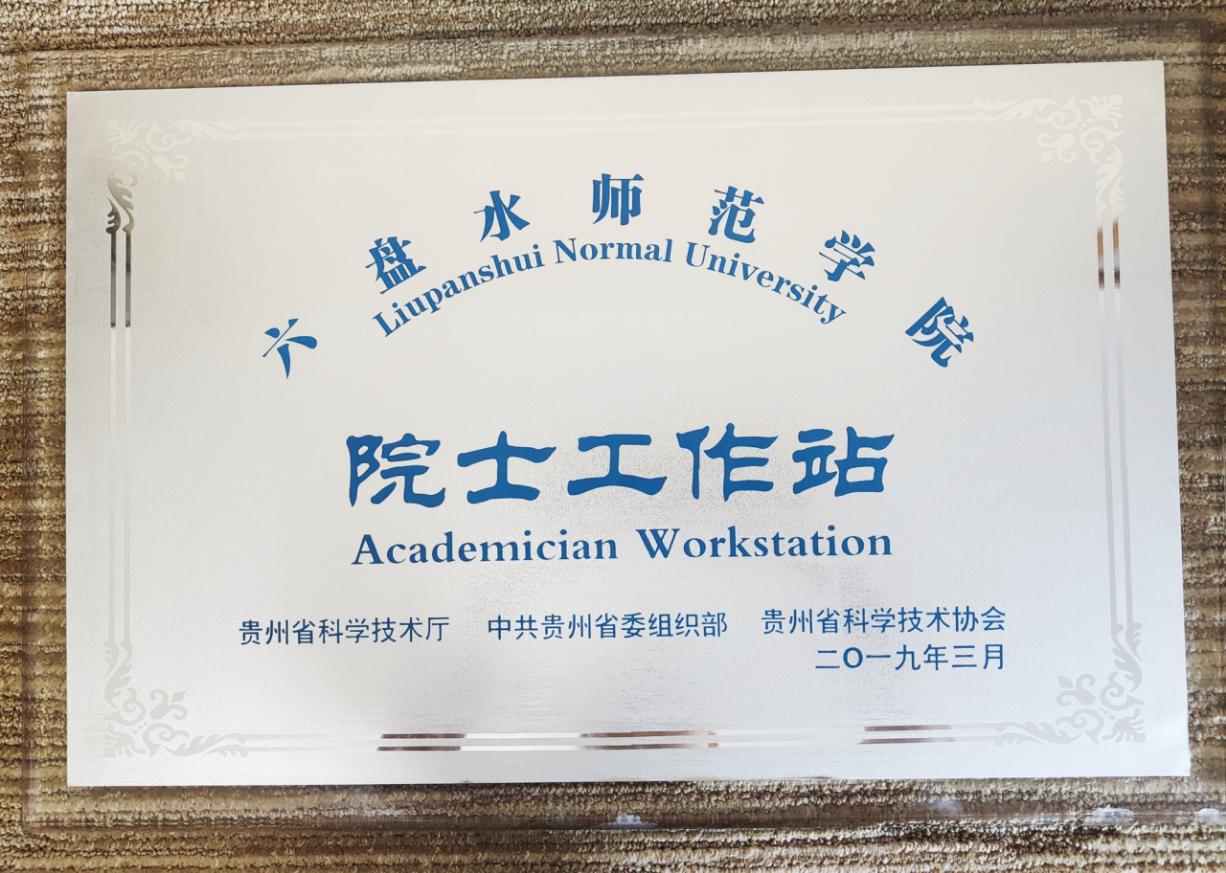 六盘水师范学院
Liupanshui Normal University
院士工作站
Academician Workstation
贵州省科学技术厅 中共贵州省委组织部 贵州省科学技术协会
二〇一九年三月